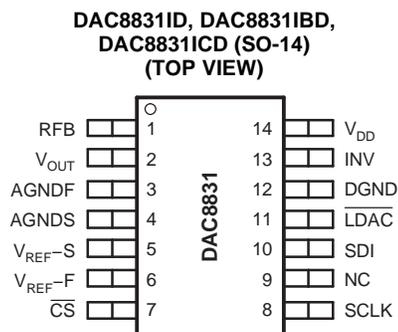 DAC8831ID, DAC8831IBD,
DAC8831ICD (SO-14)
(TOP VIEW)
RFB 1 14 VDD
VOUT 2 13 INV
AGNDF 3 12 DGND
AGNDS 4 11 LDAC
VREF−S 5 10 SDI
VREF−F 6 9 NC
CS 7 8 SCLK
DAC8831